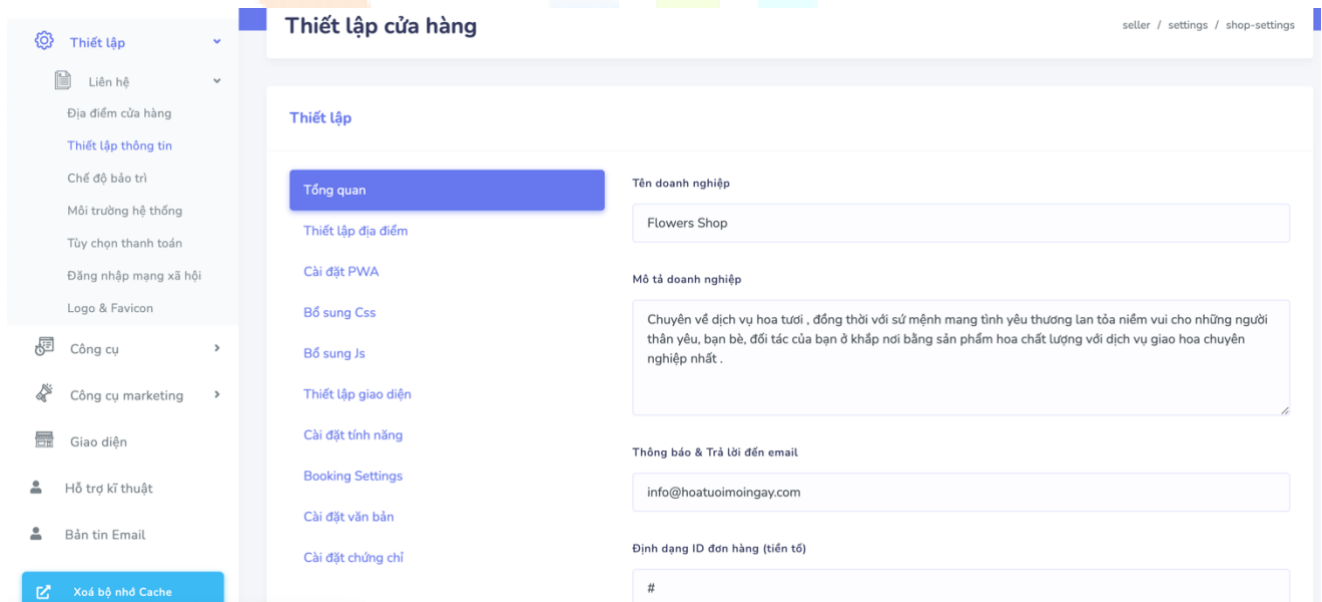 Thiết lập
Liên hệ
Địa điểm cửa hàng
Thiết lập thông tin
Chế độ bảo trì
Môi trường hệ thống
Tùy chọn thanh toán
Đăng nhập mạng xã hội
Logo & Favicon
Công cụ
Công cụ marketing
Giao diện
Hỗ trợ kĩ thuật
Bản tin Email
Xoá bộ nhớ Cache
Thiết lập cửa hàng
seller / settings / shop-settings
Thiết lập
Tổng quan
Thiết lập địa điểm
Cài đặt PWA
Bổ sung Css
Bổ sung Js
Thiết lập giao diện
Cài đặt tính năng
Booking Settings
Cài đặt văn bản
Cài đặt chứng chỉ
Tên doanh nghiệp
Flowers Shop
Mô tả doanh nghiệp
Chuyên về dịch vụ hoa tươi , đồng thời với sứ mệnh mang tình yêu thương lan tỏa niềm vui cho những người
thân yêu, bạn bè, đối tác của bạn ở khắp nơi bằng sản phẩm hoa chất lượng với dịch vụ giao hoa chuyên
nghiệp nhất .
Thông báo & Trả lời đến email
info@hoatuoimoingay.com
Định dạng ID đơn hàng (tiền tố)
#